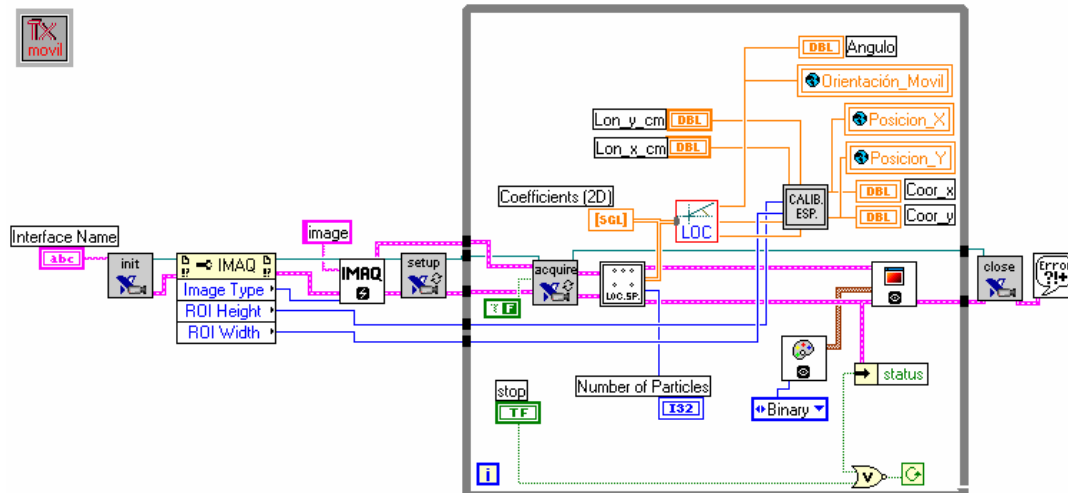 Tx
movil
DBL Angulo
Orientación_Movil
Lon_y_cm DBL
Posicion_X
Lon_x_cm DBL
Posicion_Y
Coefficients (2D)
[SGL]
LOC
CALIB.
ESP.
DBL Coor_x
DBL Coor_y
Interface Name
abc
image
init
IMAQ
Image Type
ROI Height
ROI Width
IMAQ
setup
acquire
F
LOC.SP.
close
Error
?!+
status
Number of Particles
I32
Binary
stop
TF
i
V